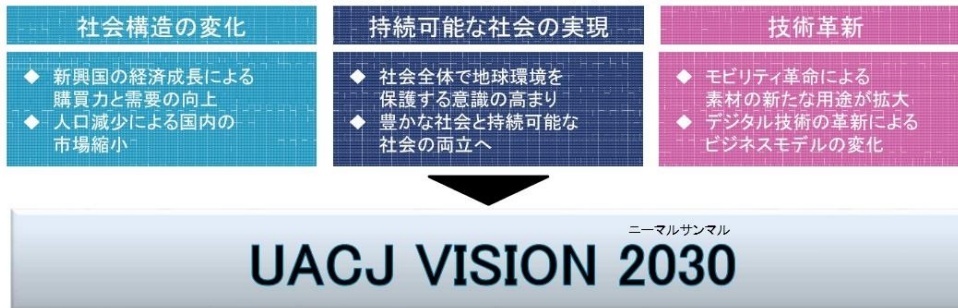 社会構造の変化
◆ 新興国の経済成長による
購買力と需要の向上
◆ 人口減少による国内の
市場縮小
持続可能な社会の実現
◆ 社会全体で地球環境を
保護する意識の高まり
◆ 豊かな社会と持続可能な
社会の両立へ
技術革新
◆ モビリティ革命による
素材の新たな用途が拡大
◆ デジタル技術の革新による
ビジネスモデルの変化
ニーマルサンマル
UACJ VISION 2030